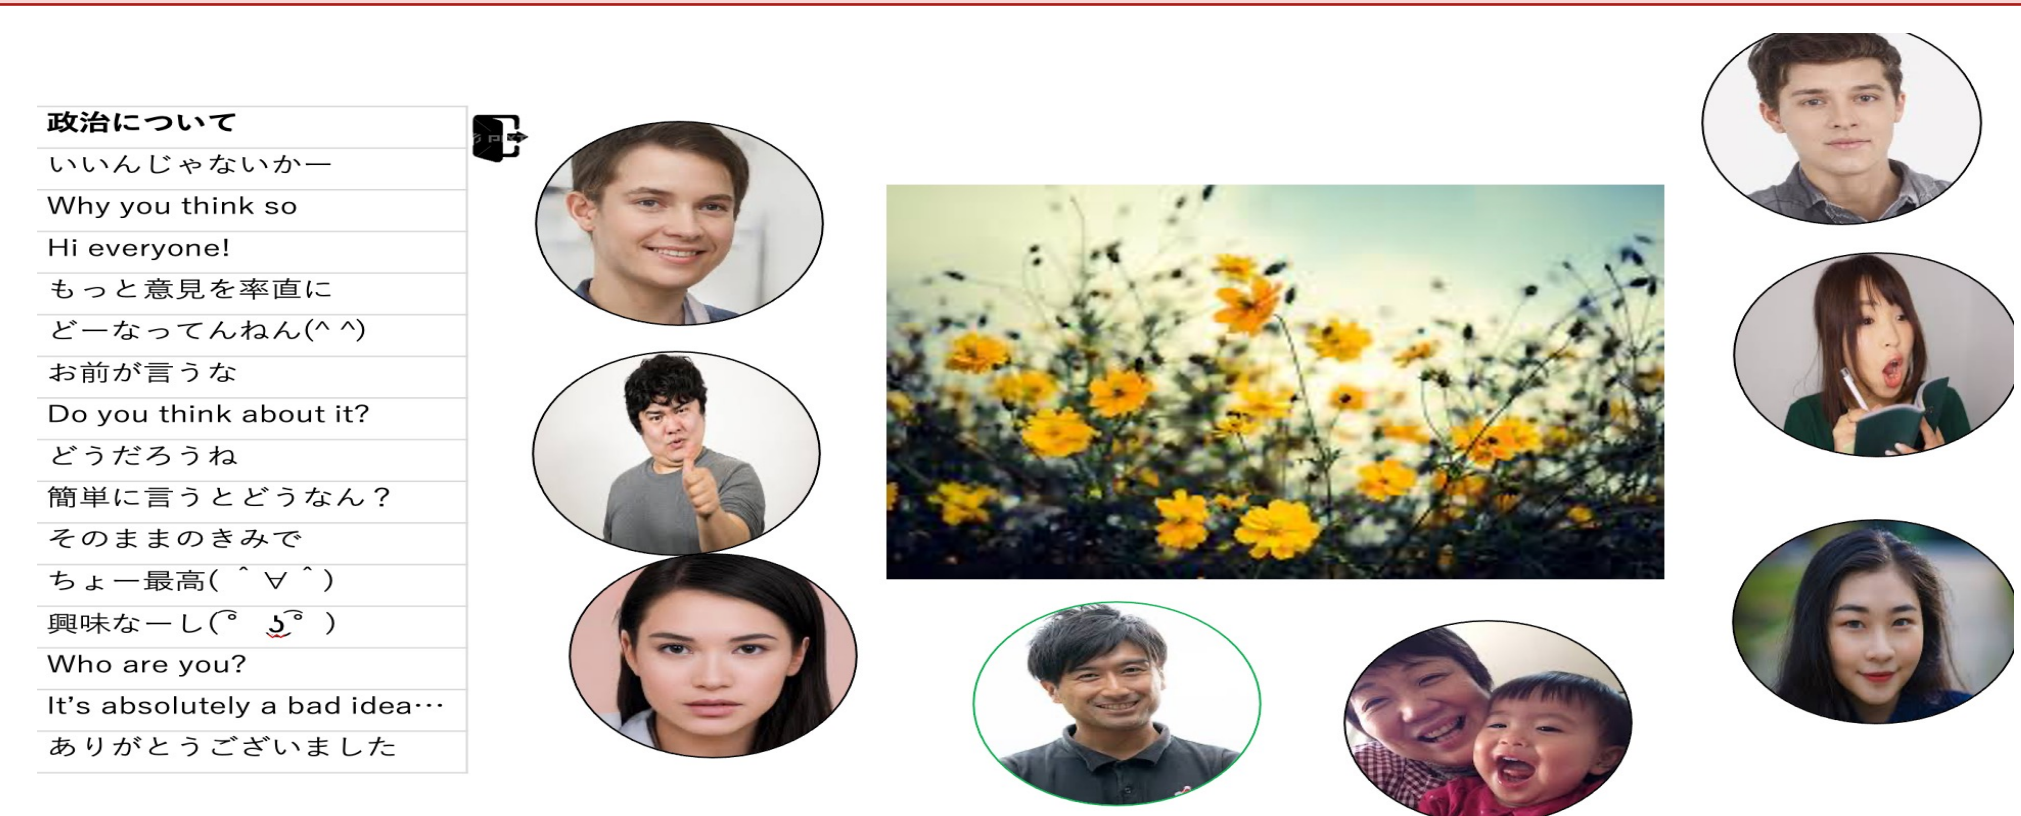 政治について
いいんじゃないかー
Why you think so
Hi everyone!
もっと意見を率直に
どーなってんねん(^ ^)
お前が言うな
Do you think about it?
どうだろうね
簡単に言うとどうなん？
そのままのきみで
ちょー最高( ＾∀＾)
興味なーし( ͡° ͜ʖ ͡° )
Who are you?
It’s absolutely a bad idea…
ありがとうございました